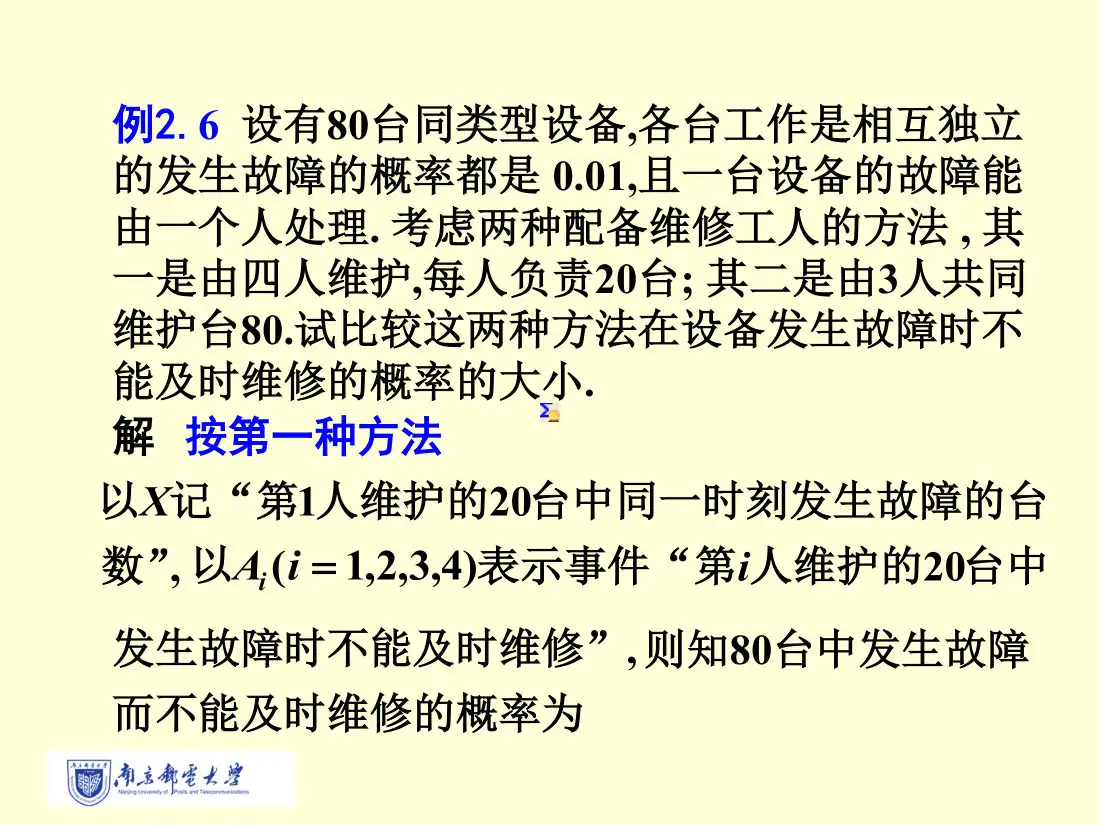 例2.6 设有80台同类型设备,各台工作是相互独立
的发生故障的概率都是 0.01,且一台设备的故障能
由一个人处理. 考虑两种配备维修工人的方法 , 其
一是由四人维护,每人负责20台; 其二是由3人共同
维护台80.试比较这两种方法在设备发生故障时不
能及时维修的概率的大小.
解 按第一种方法
以X记“第1人维护的20台中同一时刻发生故障的台
数”, 以Aᵢ(i = 1,2,3,4)表示事件“第i人维护的20台中
发生故障时不能及时维修”, 则知80台中发生故障
而不能及时维修的概率为
南京邮电大学
Nanjing University of Posts and Telecommunications